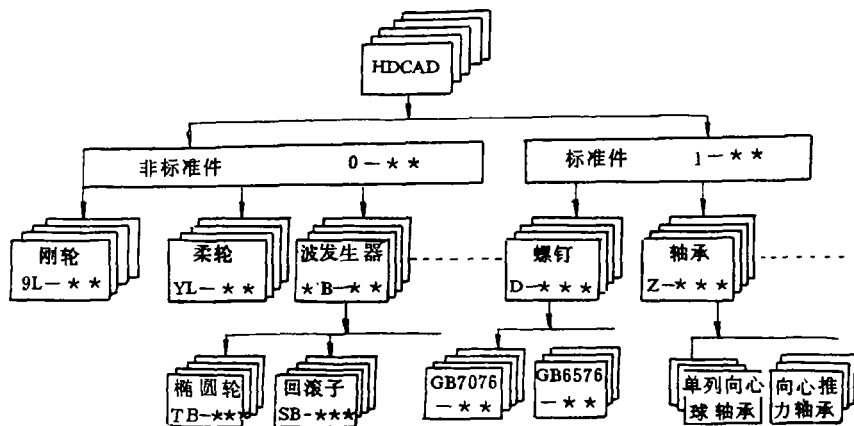 HDCAD
非标准件 0-**
标准件 1-**
刚轮
9L-**
柔轮
YL-**
波发生器
*B-**
螺钉
D-***
轴承
Z-***
椭圆轮
TB-***
回滚子
SB-***
GB7076
-**
GB6576
-**
单列向心
球轴承
向心推
力轴承